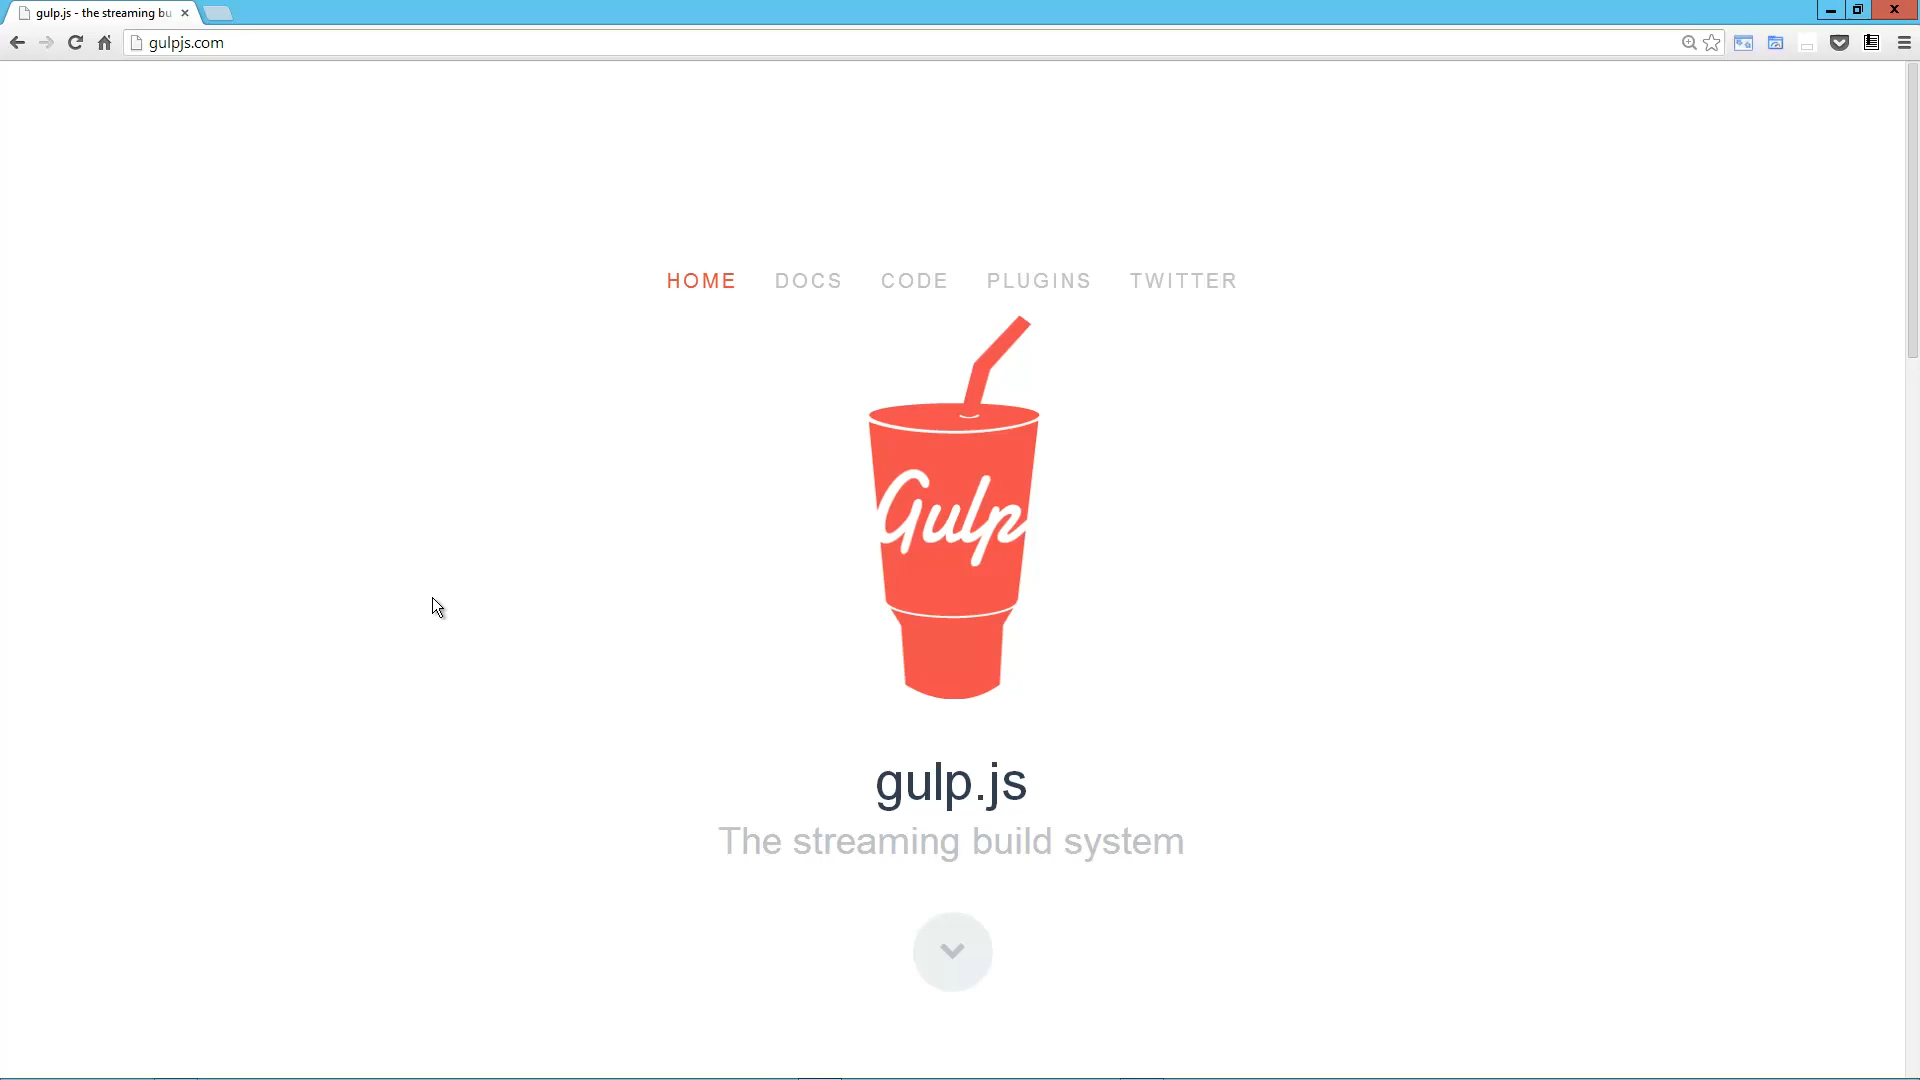 gulp.js - the streaming bu
gulpjs.com
HOME DOCS CODE PLUGINS TWITTER
Gulp
gulp.js
The streaming build system